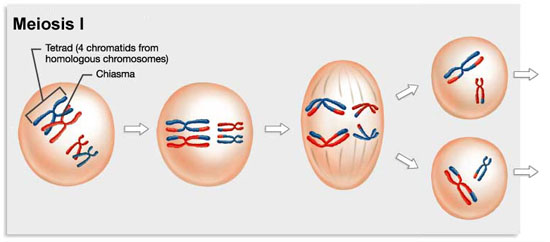 Meiosis I
Tetrad (4 chromatids from
homologous chromosomes)
Chiasma